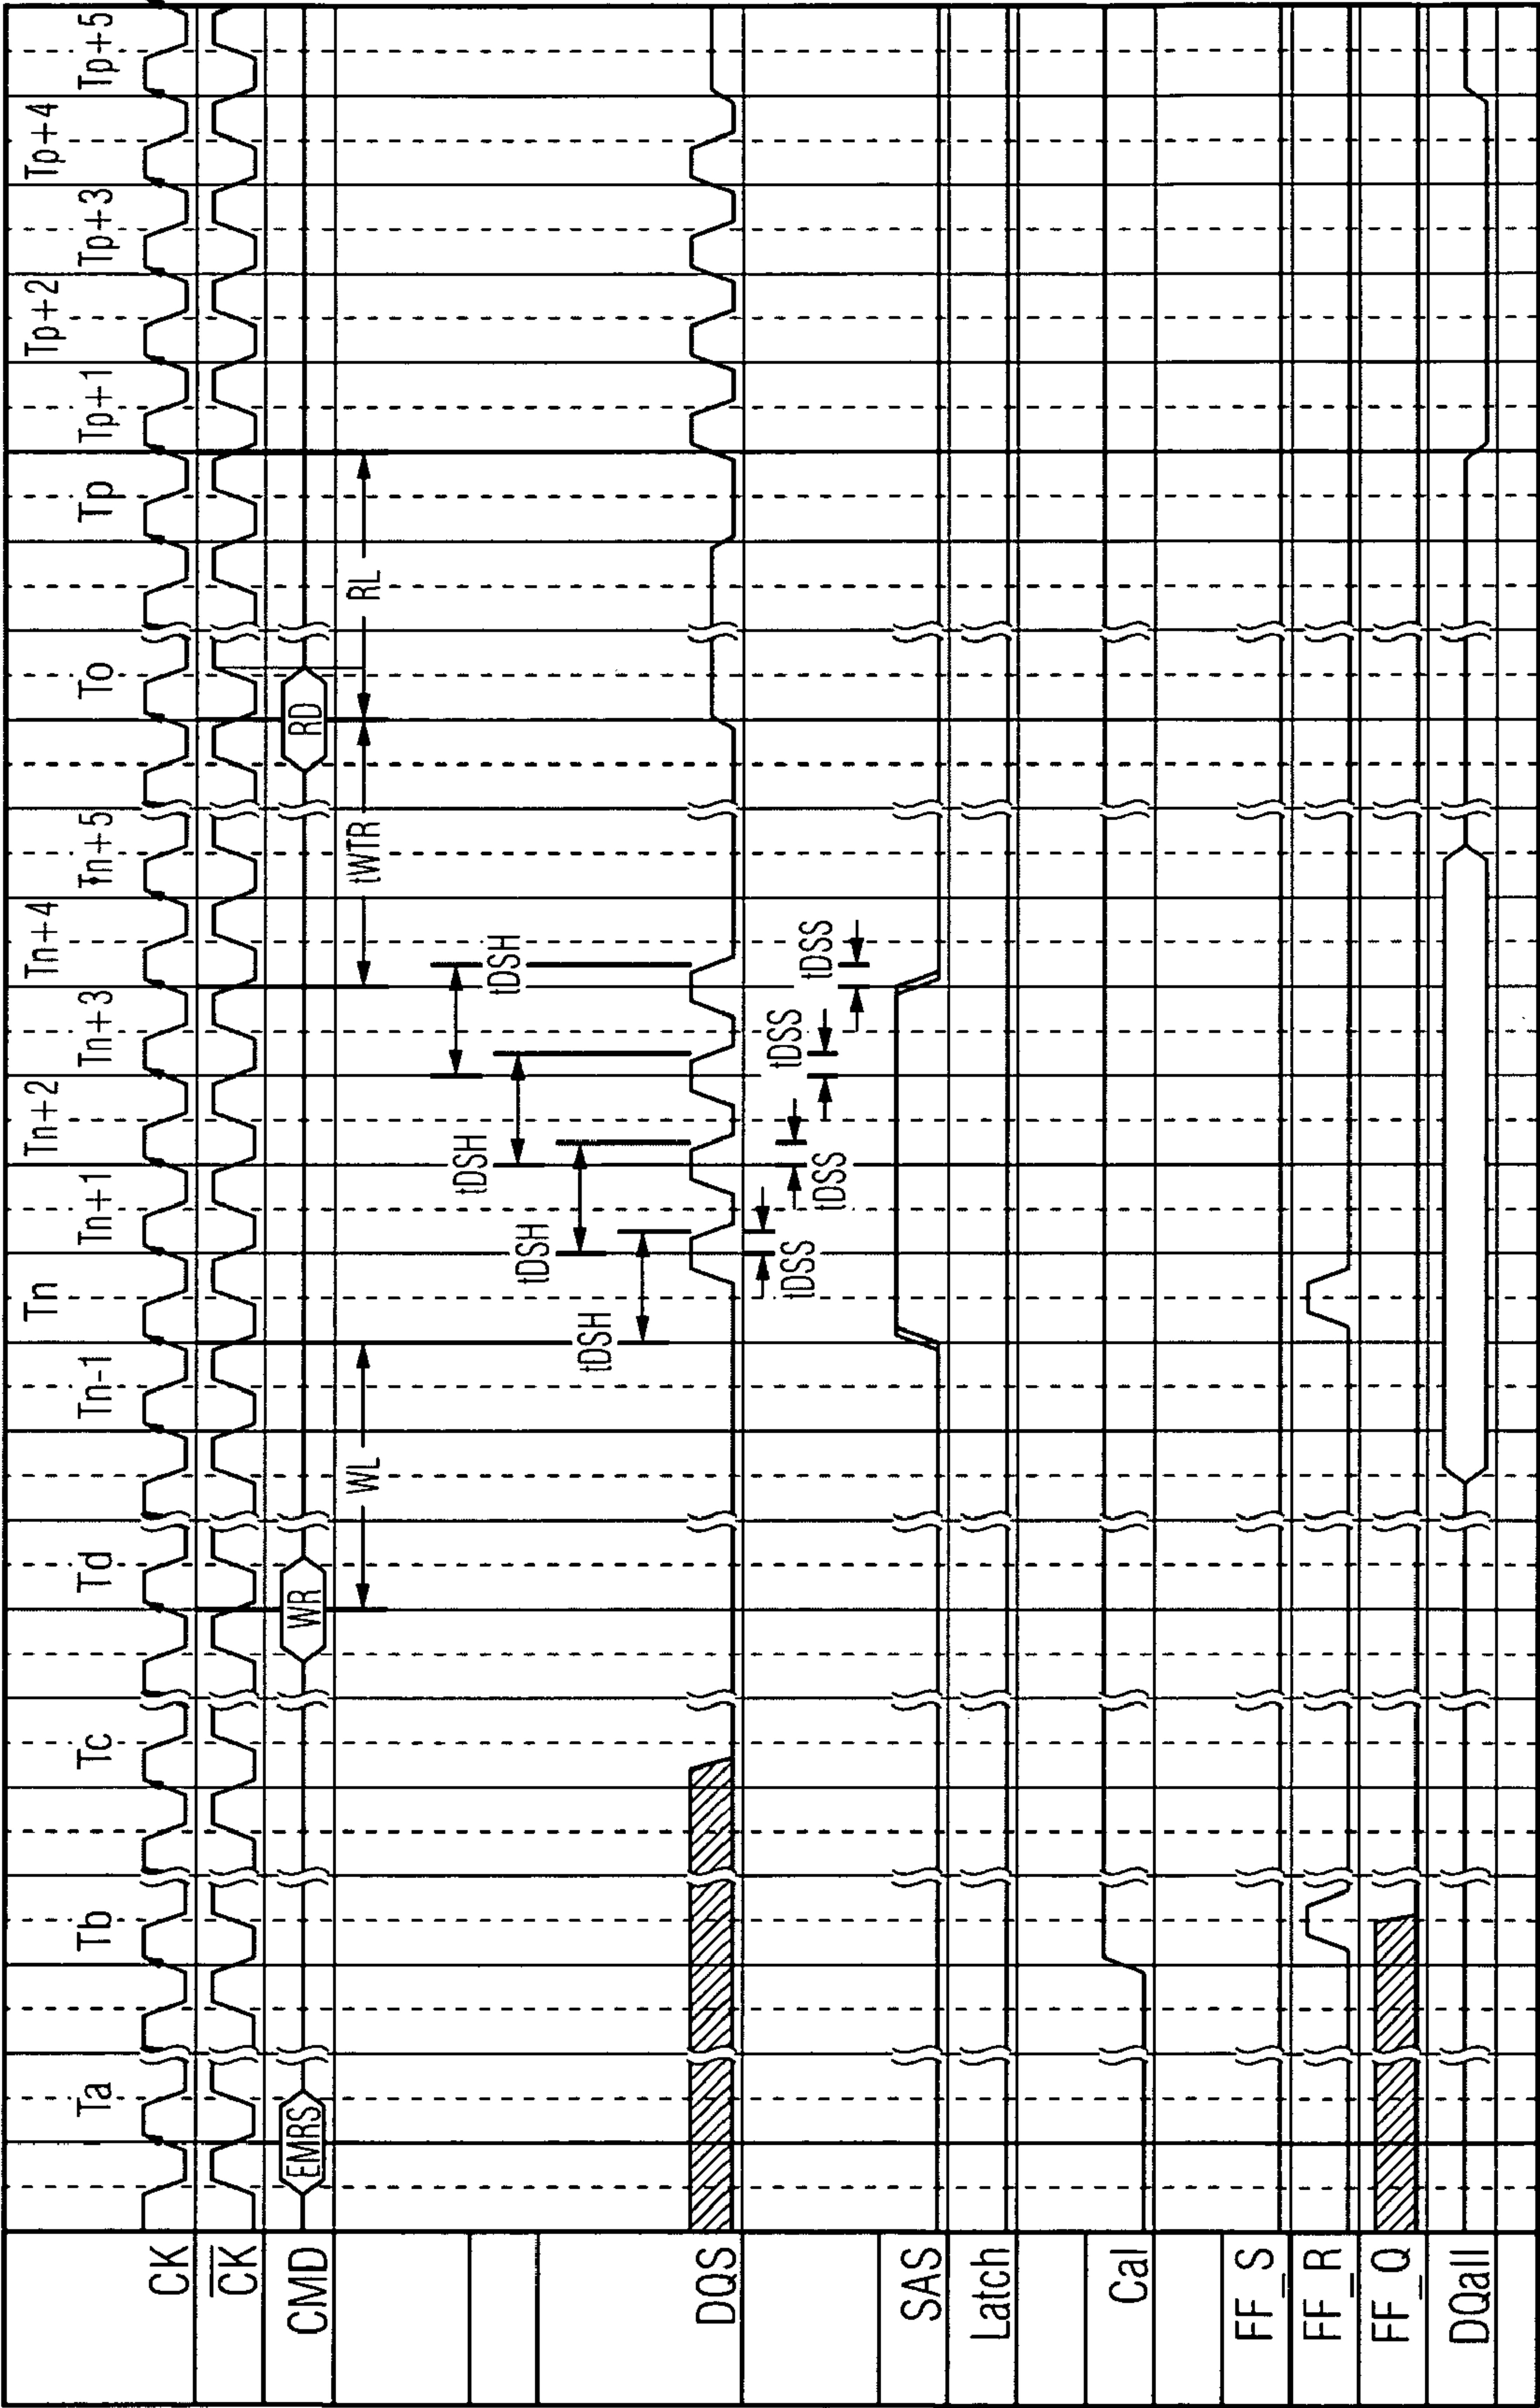 Ta
Tb
Tc
Td
Tn-1
Tn
Tn+1
Tn+2
Tn+3
Tn+4
Tn+5
To
Tp
Tp+1
Tp+2
Tp+3
Tp+4
Tp+5
CK
CK
CMD
EMRS
WR
RD
WL
tWTR
RL
tDSH
tDSH
tDSH
tDSH
DQS
tDSS
tDSS
tDSS
tDSS
SAS
Latch
Cal
FF_S
FF_R
FF_Q
DQall